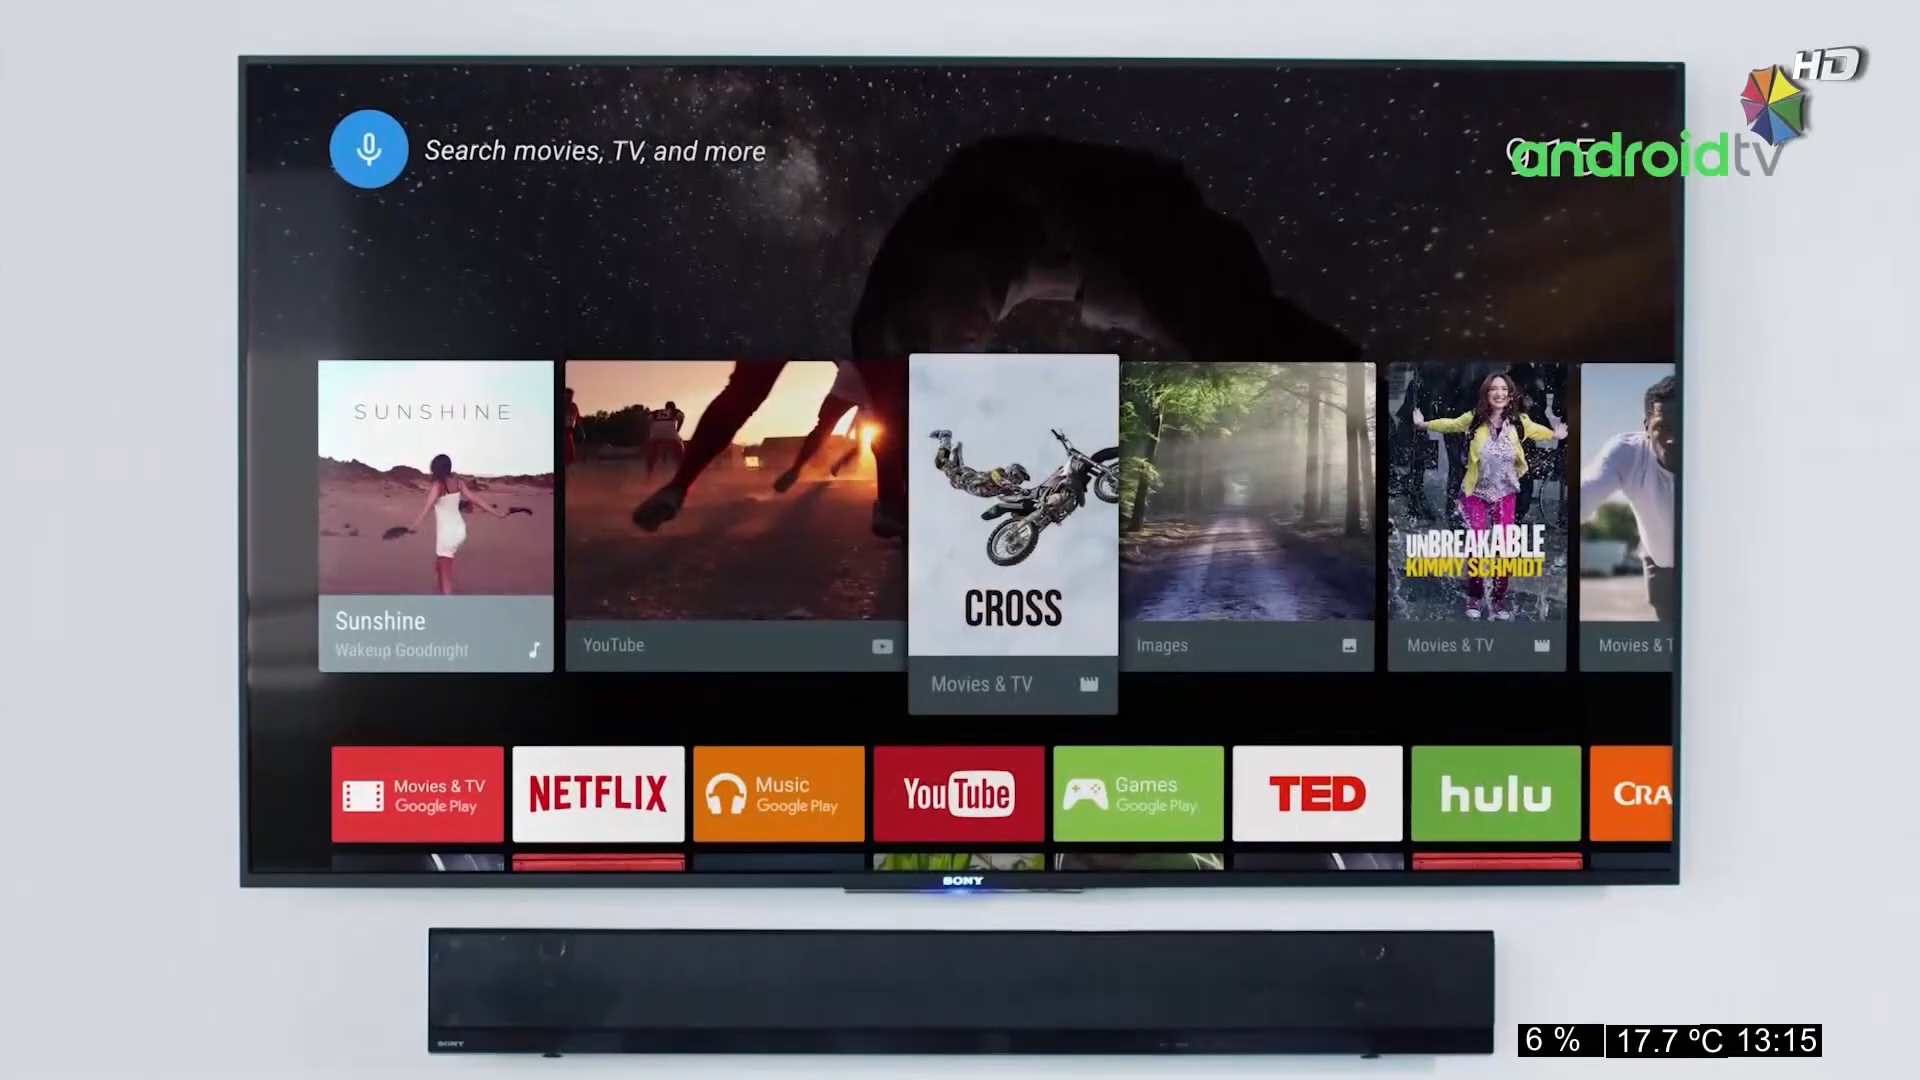 HD
Search movies, TV, and more
androidtv
SUNSHINE
Sunshine
Wakeup Goodnight
YouTube
CROSS
Movies & TV
Images
UNBREAKABLE
KIMMY SCHMIDT
Movies & TV
Movies & T
Movies & TV
Google Play
NETFLIX
Music
Google Play
YouTube
Games
Google Play
TED
hulu
CRA
SONY
SONY
6 %
17.7 ºC 13:15